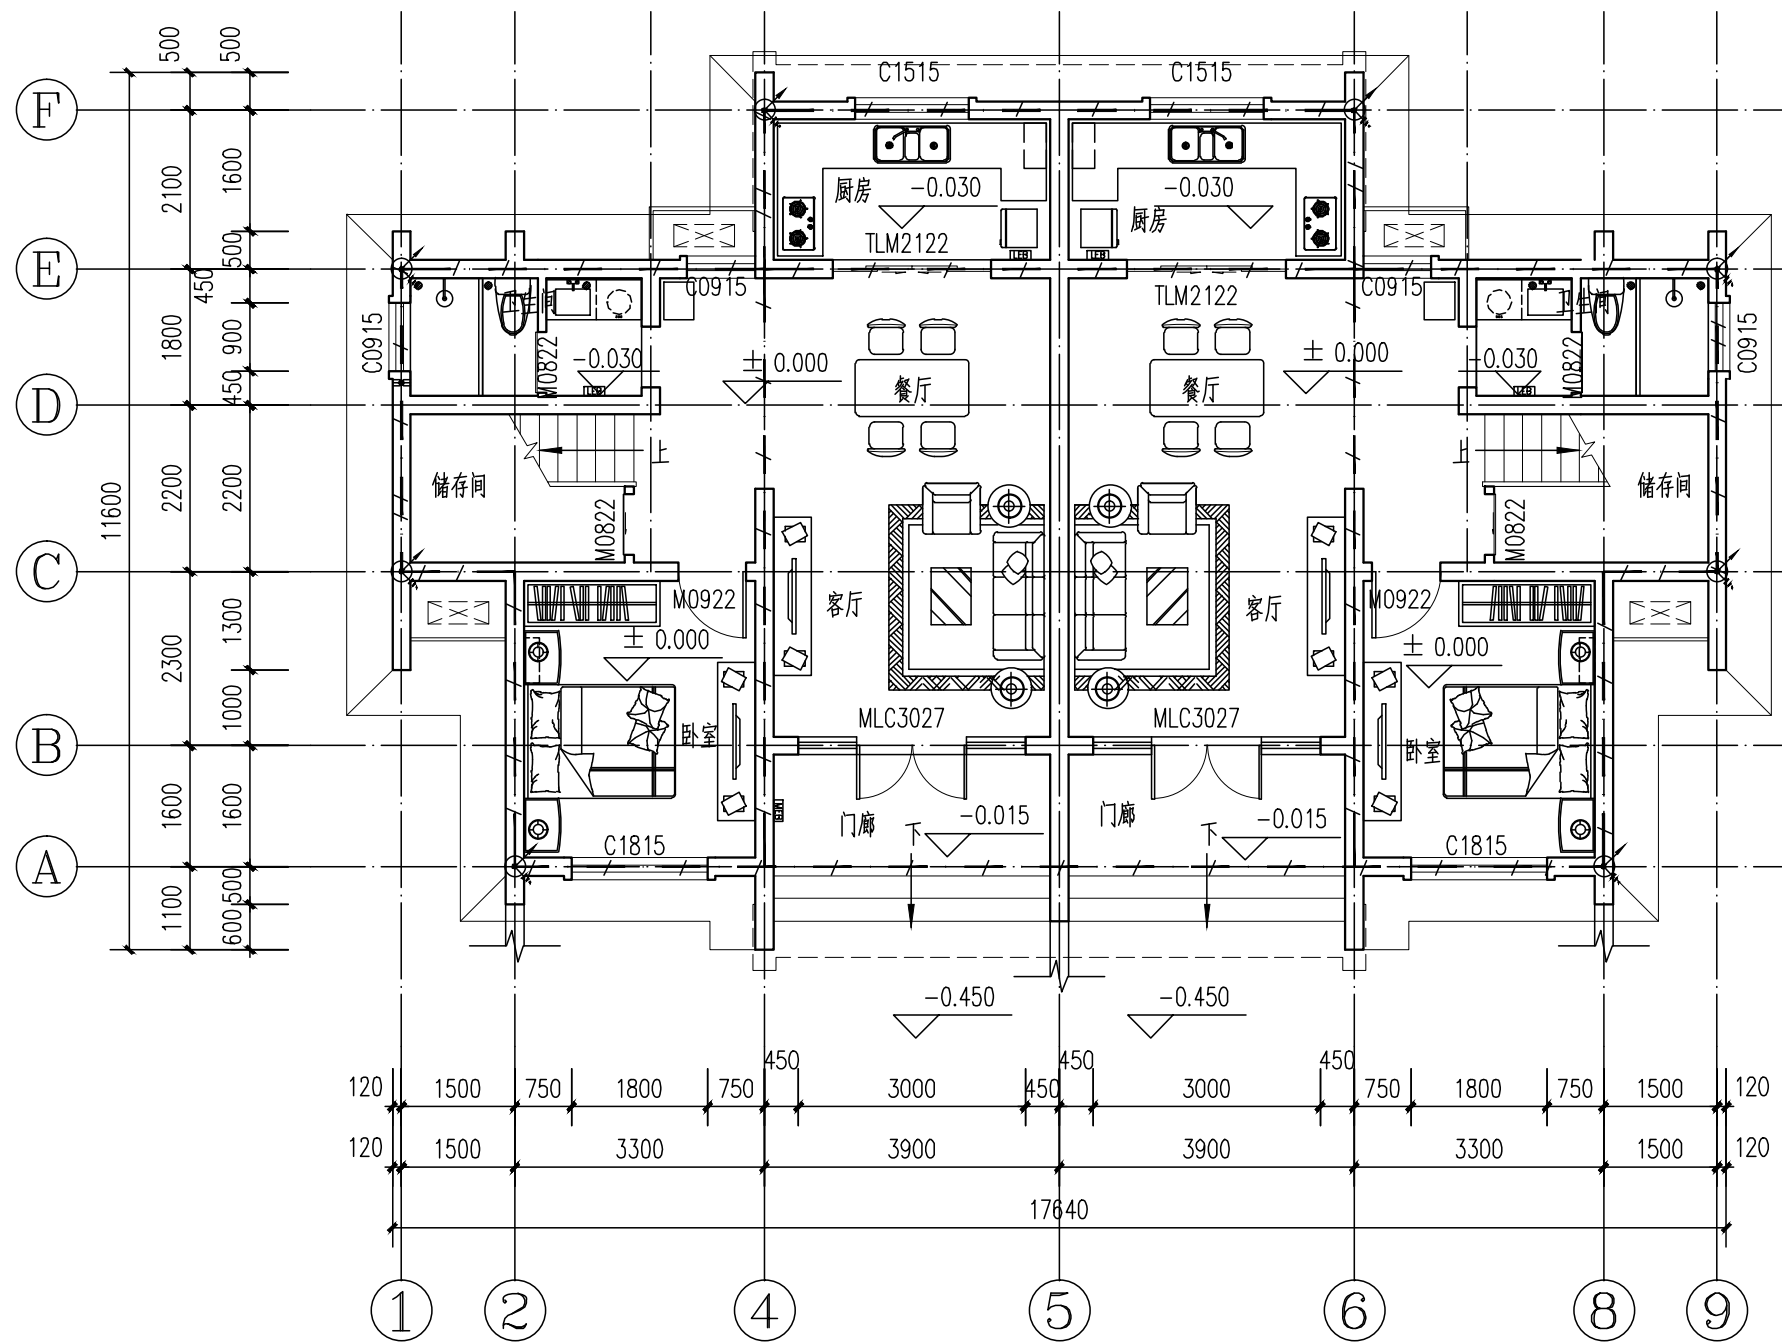 500
500
C1515
C1515
F
1600
2100
厨房
-0.030
-0.030
厨房
TLM2122
500
E
450
C0915
TLM2122
C0915
卫生间
卫生间
C0915
1800
900
M0822
-0.030
± 0.000
± 0.000
-0.030
M0822
C0915
450
D
餐厅
餐厅
上
上
储存间
储存间
11600
2200
2200
M0822
M0822
C
M0922
M0922
1300
客厅
客厅
± 0.000
± 0.000
2300
1000
MLC3027
MLC3027
B
卧室
卧室
1600
1600
门廊
下
-0.015
门廊
下
-0.015
C1815
C1815
A
1100
500
600
-0.450
-0.450
450
450
450
120
1500
750
1800
750
3000
450
3000
750
1800
750
1500
120
120
1500
3300
3900
3900
3300
1500
120
17640
1
2
4
5
6
8
9